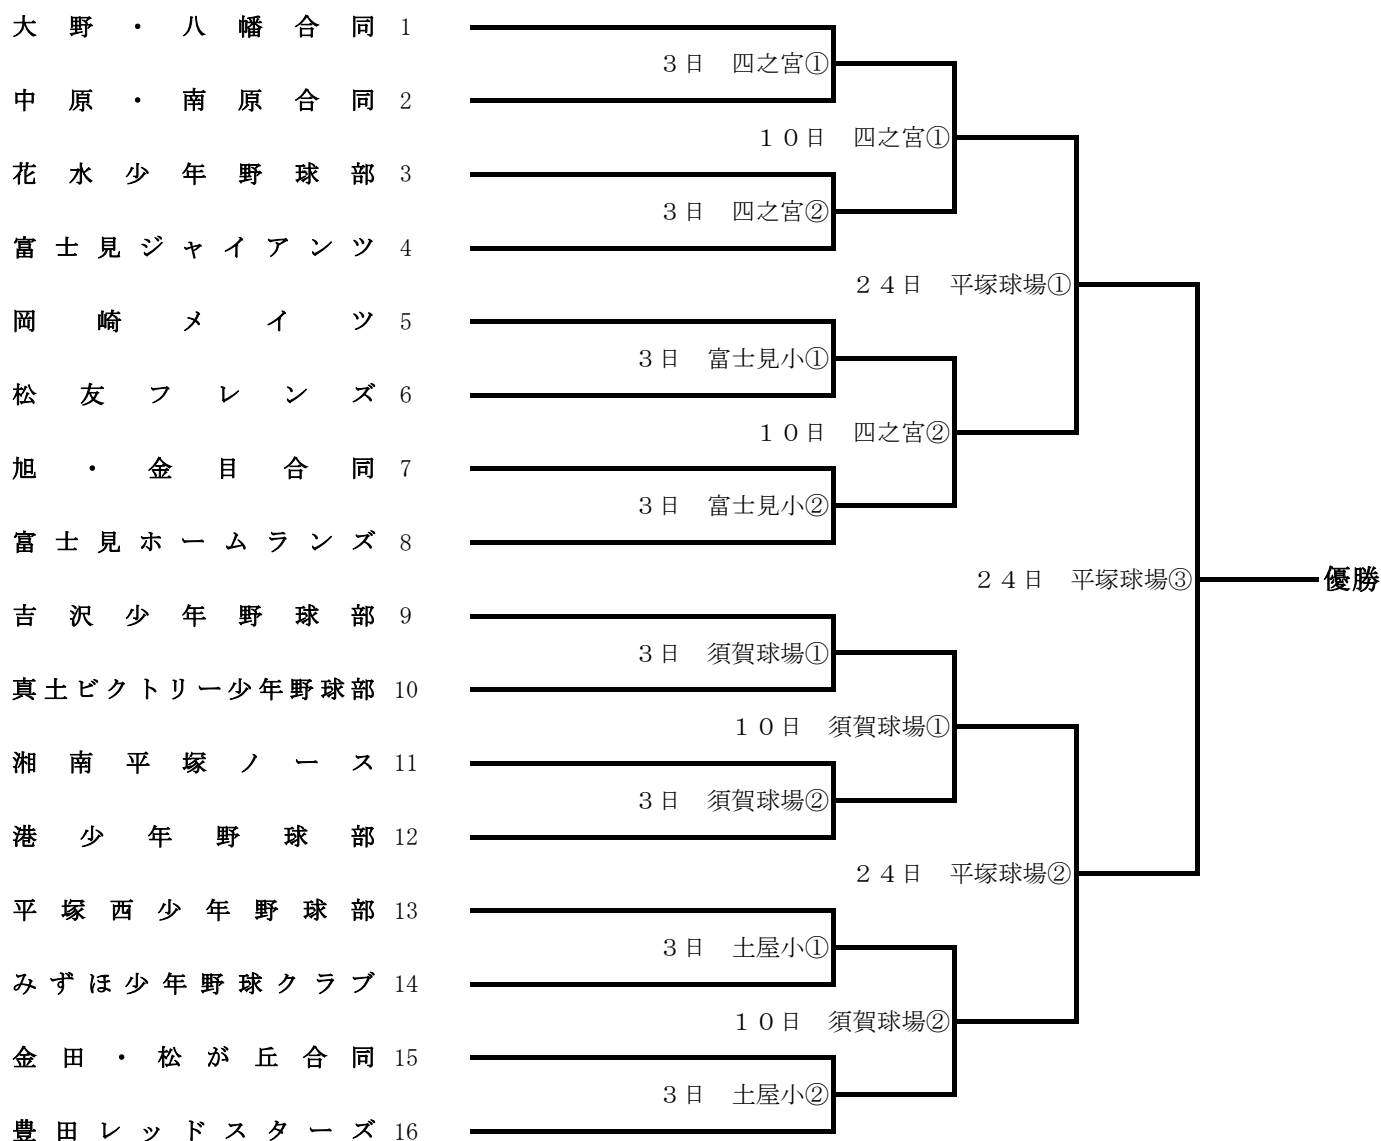 大野・八幡合同 1
3日 四之宮①
中原・南原合同 2
10日 四之宮①
花水少年野球部 3
3日 四之宮②
富士見ジャイアンツ 4
24日 平塚球場①
岡崎メイツ 5
3日 富士見小①
松友フレンズ 6
10日 四之宮②
旭・金目合同 7
3日 富士見小②
富士見ホームランズ 8
24日 平塚球場③ 優勝
吉沢少年野球部 9
3日 須賀球場①
真土ビクトリー少年野球部 10
10日 須賀球場①
湘南平塚ノース 11
3日 須賀球場②
港少年野球部 12
24日 平塚球場②
平塚西少年野球部 13
3日 土屋小①
みずほ少年野球クラブ 14
10日 須賀球場②
金田・松が丘合同 15
3日 土屋小②
豊田レッドスターズ 16